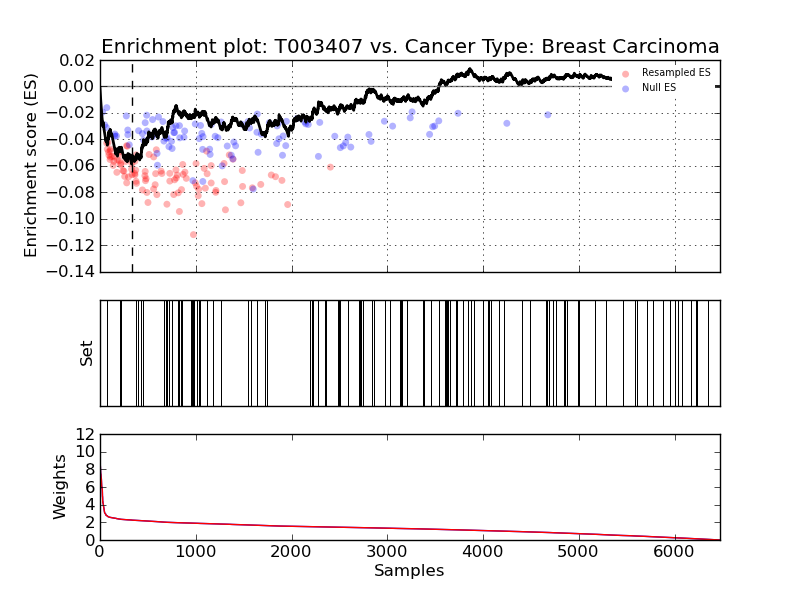 Enrichment plot: T003407 vs. Cancer Type: Breast Carcinoma
0.02
0.00
−0.02
−0.04
−0.06
−0.08
−0.10
−0.12
−0.14
Enrichment score (ES)
Resampled ES
Null ES
Set
12
10
8
6
4
2
0
Weights
0 1000 2000 3000 4000 5000 6000
Samples